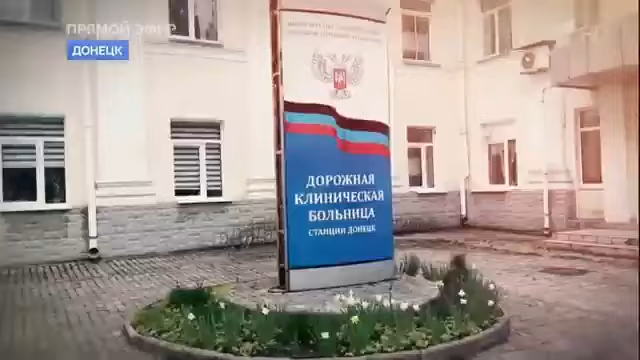 ПРЯМОЙ ЭФИР
ДОНЕЦК
ДОРОЖНАЯ
КЛИНИЧЕСКАЯ
БОЛЬНИЦА
СТАНЦИИ ДОНЕЦК